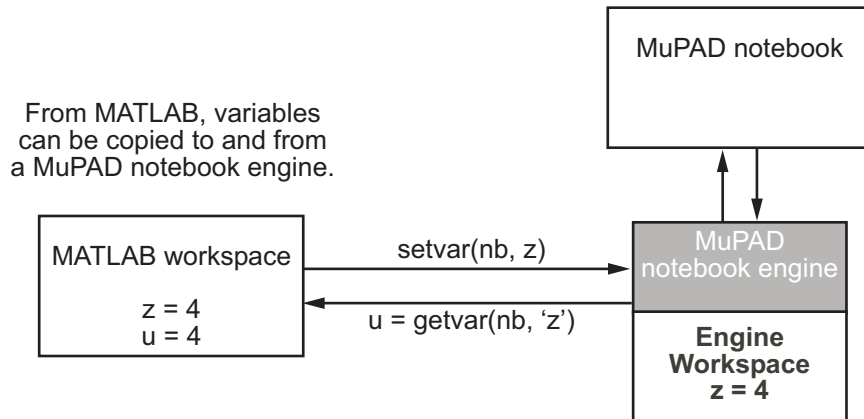 MuPAD notebook
From MATLAB, variables
can be copied to and from
a MuPAD notebook engine.
MATLAB workspace
z = 4
u = 4
setvar(nb, z)
u = getvar(nb, ‘z’)
MuPAD
notebook engine
Engine
Workspace
z = 4